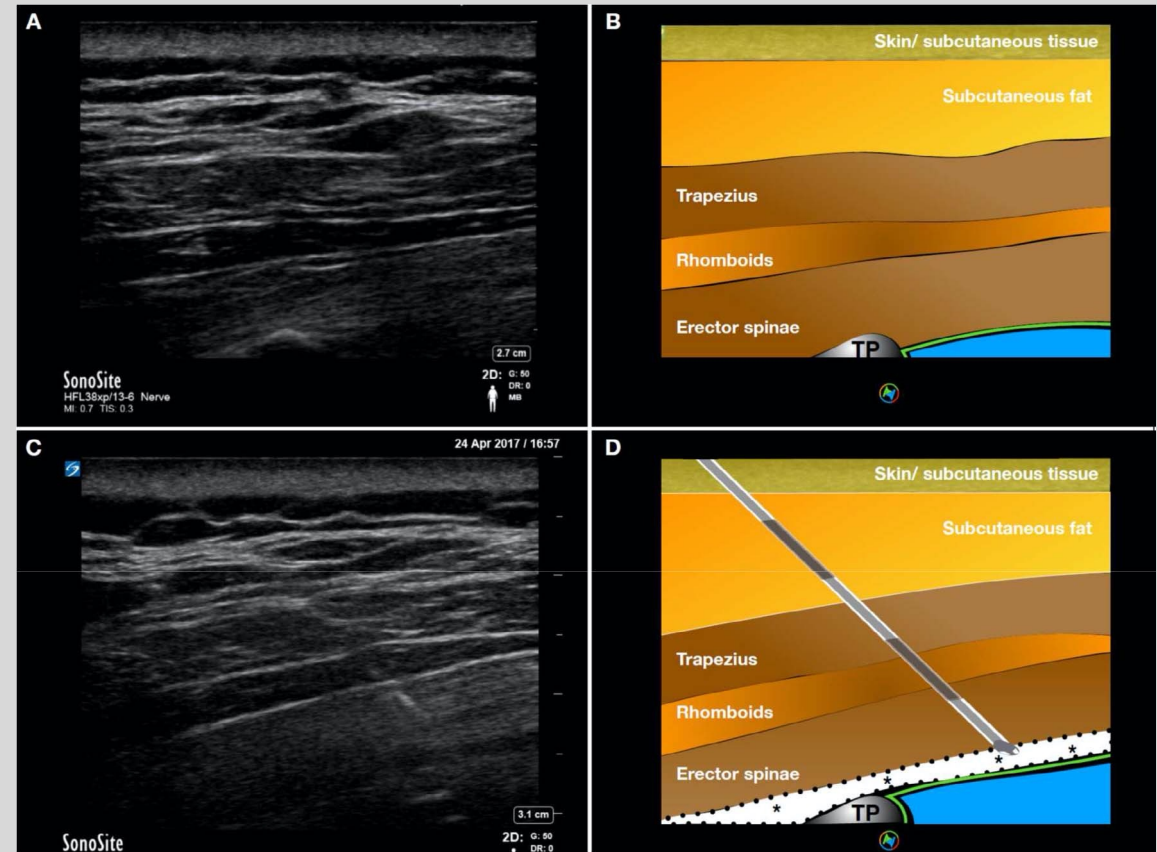 A
2.7 cm
SonoSite
HFL38xp/13-6 Nerve
MI: 0.7 TIS: 0.3
2D: G: 50
DR: 0
MB
B
Skin/ subcutaneous tissue
Subcutaneous fat
Trapezius
Rhomboids
Erector spinae
TP
C
24 Apr 2017 / 16:57
3.1 cm
SonoSite
2D: G: 50
DR: 0
D
Skin/ subcutaneous tissue
Subcutaneous fat
Trapezius
Rhomboids
Erector spinae
* * * *
TP